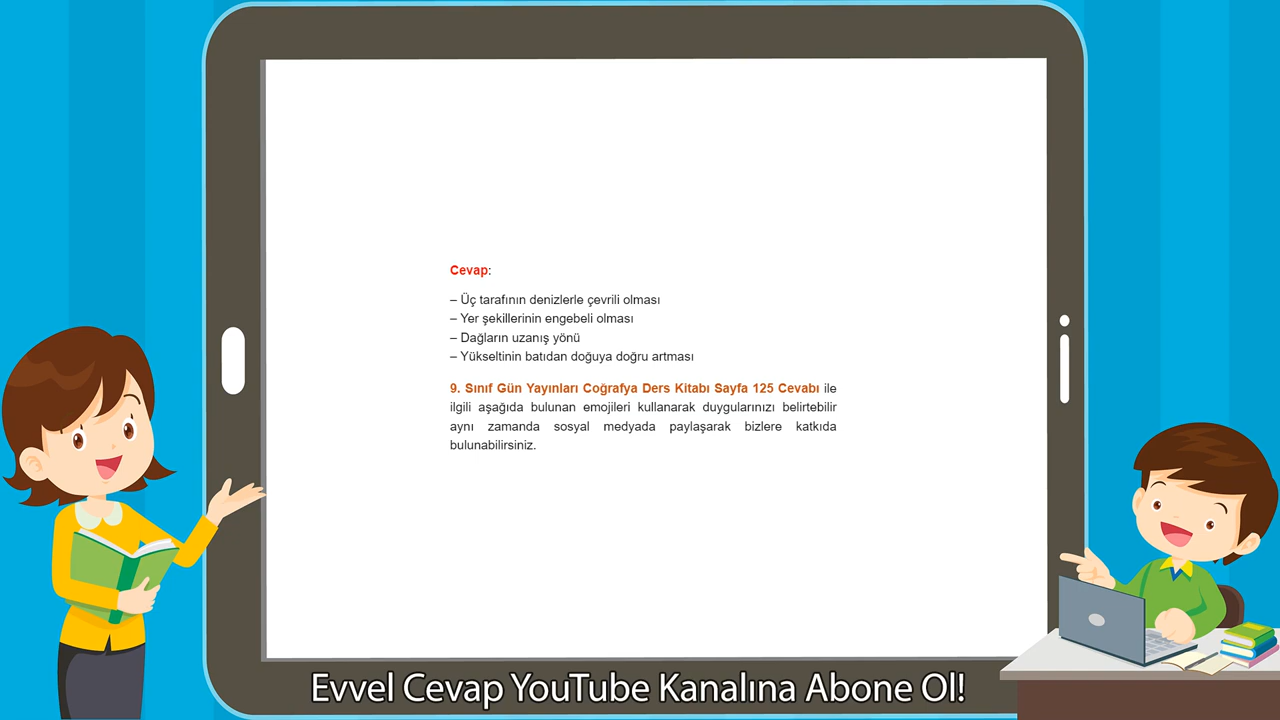 Cevap:
– Üç tarafının denizlerle çevrili olması
– Yer şekillerinin engebeli olması
– Dağların uzanış yönü
– Yükseltinin batıdan doğuya doğru artması
9. Sınıf Gün Yayınları Coğrafya Ders Kitabı Sayfa 125 Cevabı ile
ilgili aşağıda bulunan emojileri kullanarak duygularınızı belirtebilir
aynı zamanda sosyal medyada paylaşarak bizlere katkıda
bulunabilirsiniz.
Evvel Cevap YouTube Kanalına Abone Ol!